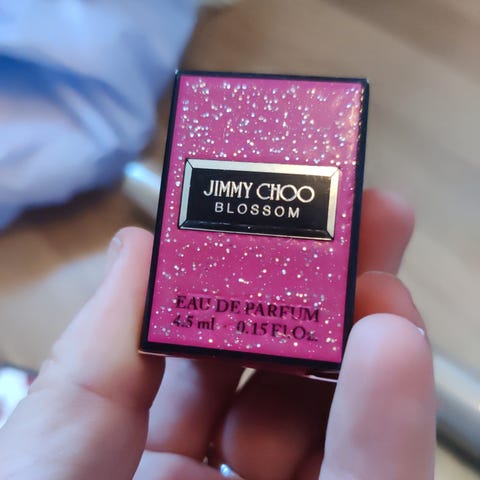 JIMMY CHOO
BLOSSOM
EAU DE PARFUM
4.5 ml - 0.15 Fl Oz.